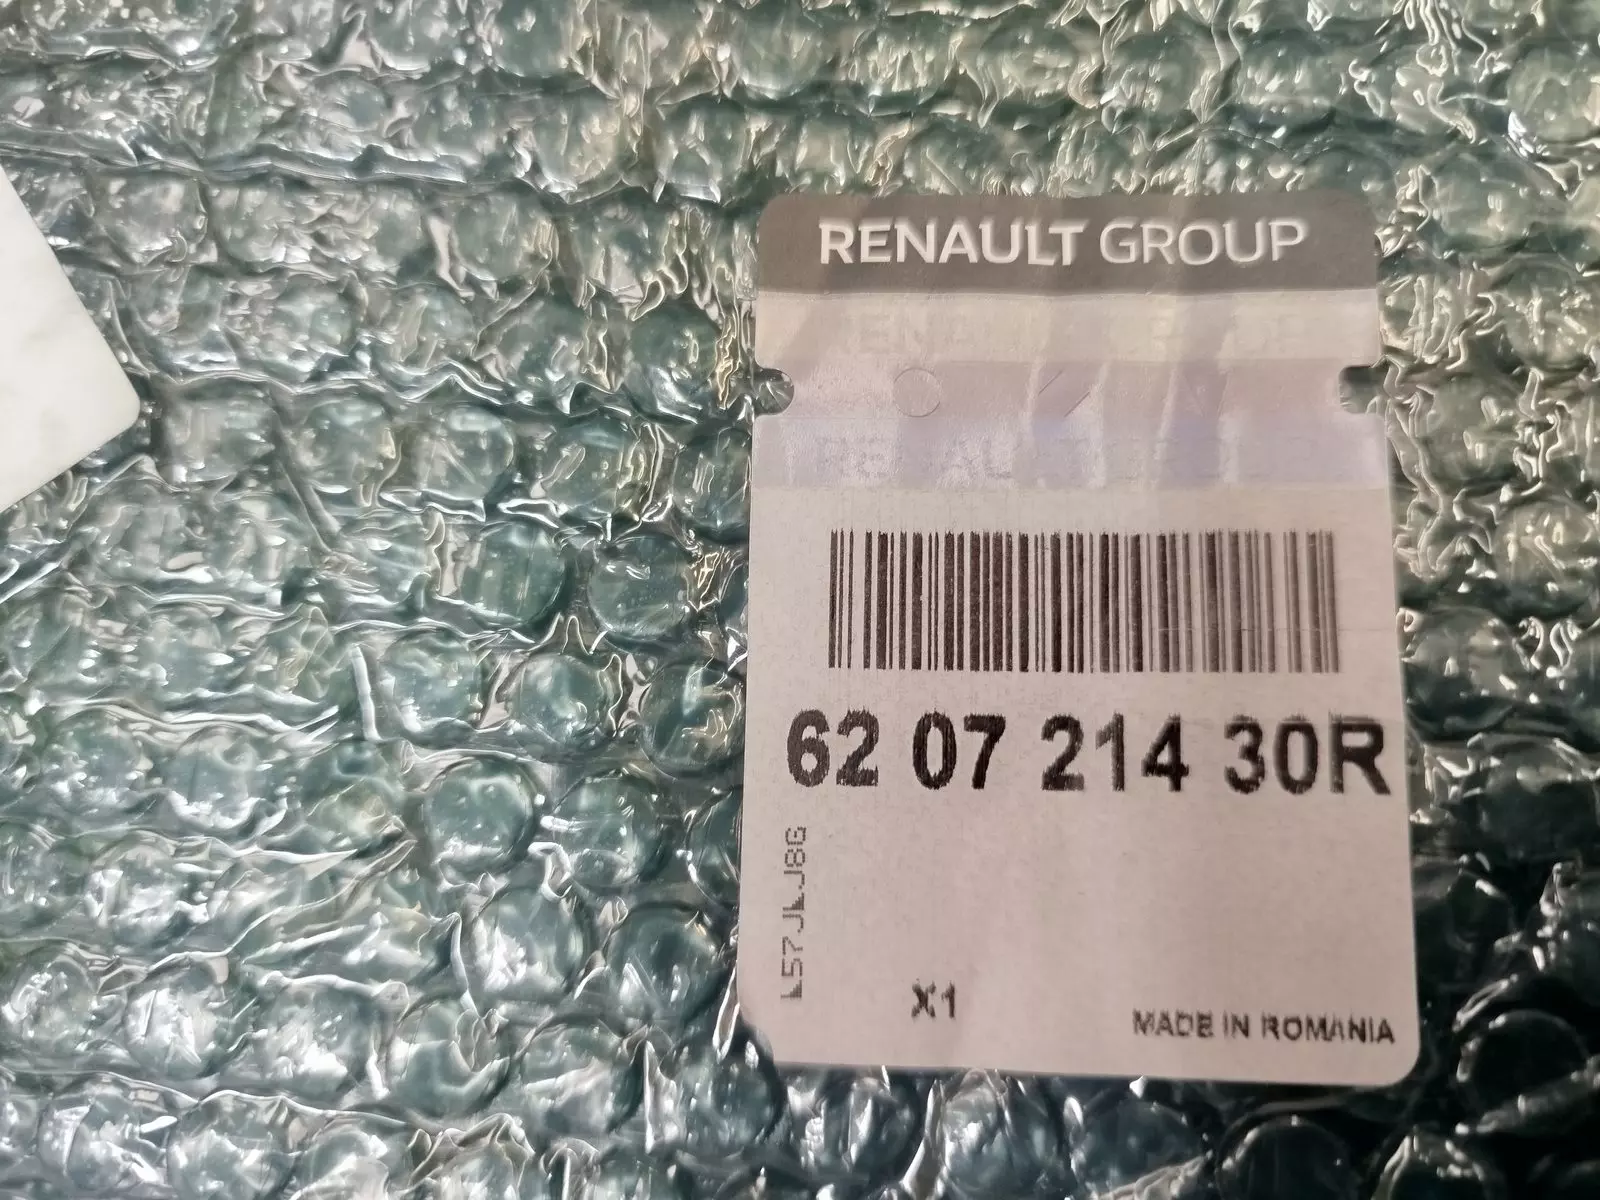 RENAULT GROUP
62 07 214 30R
L57JLJ8G
X1
MADE IN ROMANIA